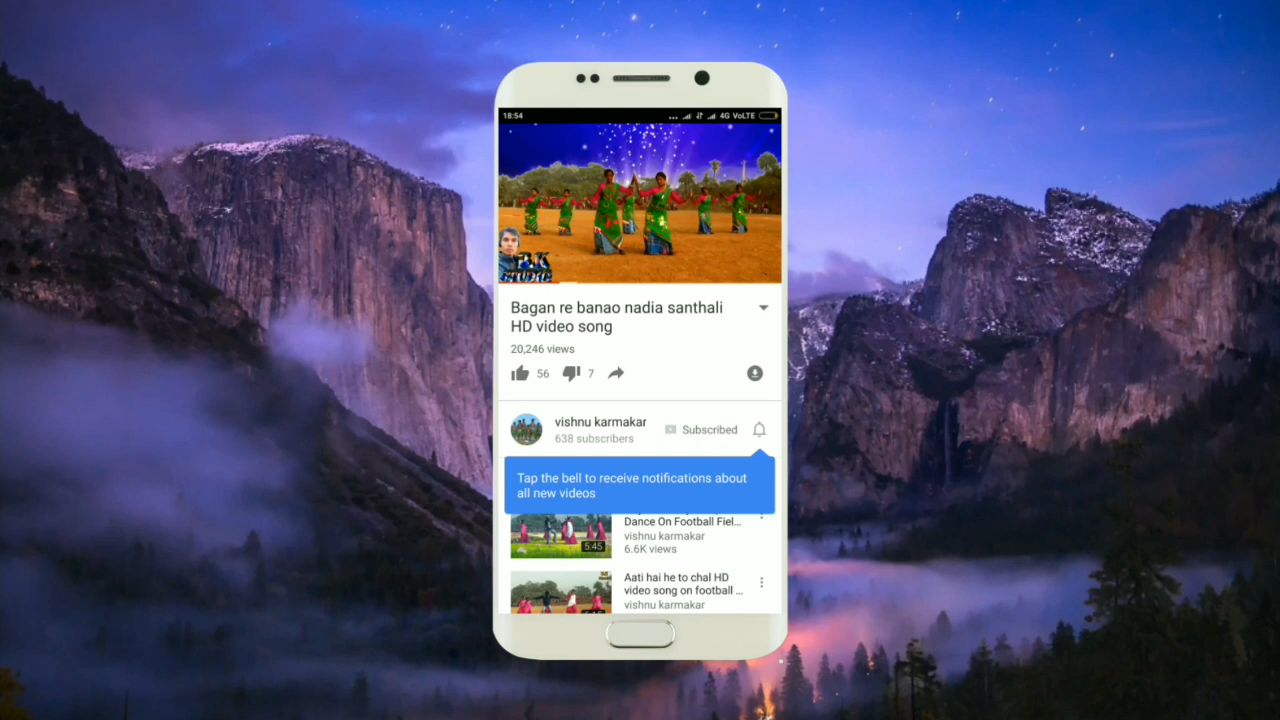 18:54
4G VoLTE
STUDIO
Bagan re banao nadia santhali
HD video song
20,246 views
56
7
vishnu karmakar
638 subscribers
Subscribed
Tap the bell to receive notifications about
all new videos
Dance On Football Fiel...
vishnu karmakar
6.6K views
5:45
Aati hai he to chal HD
video song on football ...
vishnu karmakar